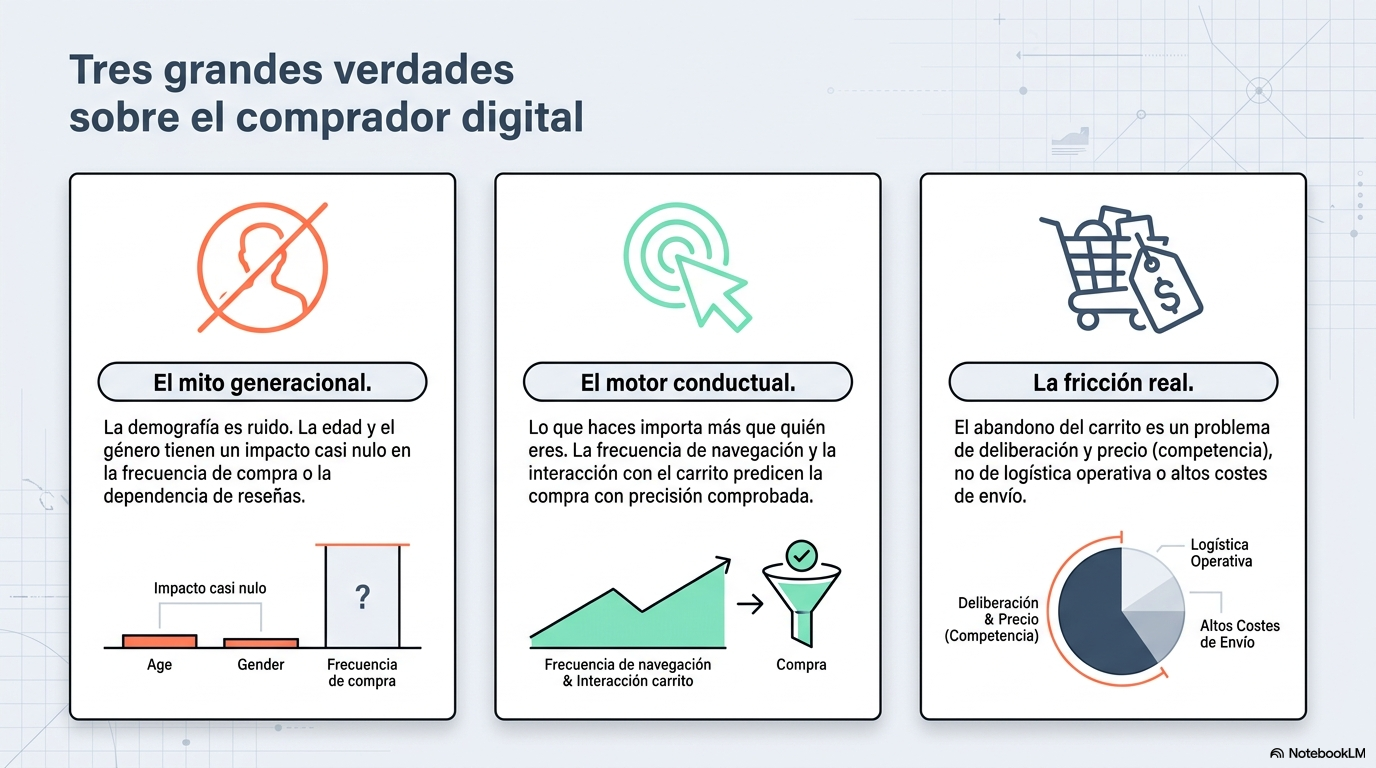 Tres grandes verdades
sobre el comprador digital
El mito generacional.
La demografía es ruido. La edad y el
género tienen un impacto casi nulo en
la frecuencia de compra o la
dependencia de reseñas.
Impacto casi nulo
?
Age
Gender
Frecuencia
de compra
El motor conductual.
Lo que haces importa más que quién
eres. La frecuencia de navegación y la
interacción con el carrito predicen la
compra con precisión comprobada.
Frecuencia de navegación
& Interacción carrito
Compra
$
La fricción real.
El abandono del carrito es un problema
de deliberación y precio (competencia),
no de logística operativa o altos costes
de envío.
Logística
Operativa
Deliberación
& Precio
(Competencia)
Altos Costes
de Envío
NotebookLM